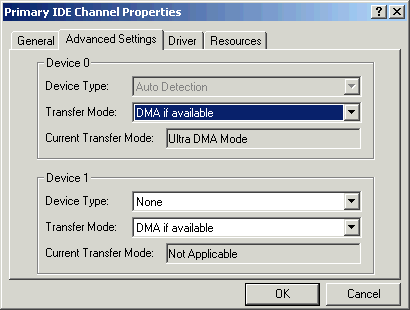 Primary IDE Channel Properties
General Advanced Settings Driver Resources
Device 0
Device Type: Auto Detection
Transfer Mode: DMA if available
Current Transfer Mode: Ultra DMA Mode
Device 1
Device Type: None
Transfer Mode: DMA if available
Current Transfer Mode: Not Applicable
OK Cancel